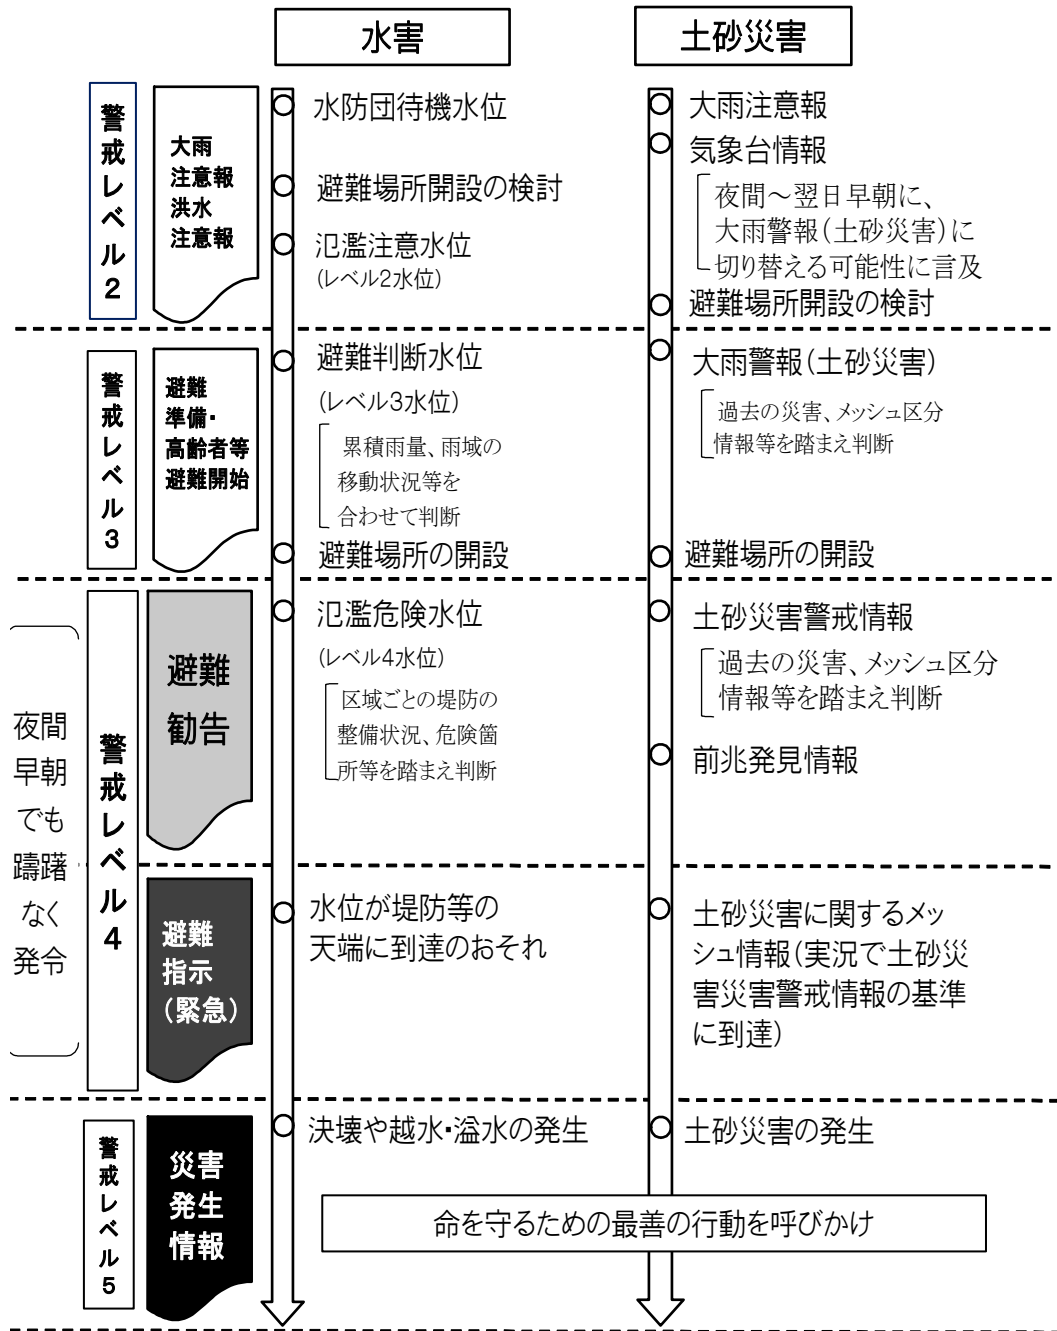 水害
土砂災害
警戒レベル2
大雨
注意報
洪水
注意報
水防団待機水位
避難場所開設の検討
氾濫注意水位
(レベル2水位)
大雨注意報
気象台情報
夜間～翌日早朝に、
大雨警報(土砂災害)に
切り替える可能性に言及
避難場所開設の検討
警戒レベル3
避難
準備・
高齢者等
避難開始
避難判断水位
(レベル3水位)
累積雨量、雨域の
移動状況等を
合わせて判断
避難場所の開設
大雨警報(土砂災害)
過去の災害、メッシュ区分
情報等を踏まえ判断
避難場所の開設
夜間
早朝
でも
躊躇
なく
発令
警戒レベル4
避難
勧告
氾濫危険水位
(レベル4水位)
区域ごとの堤防の
整備状況、危険箇
所等を踏まえ判断
土砂災害警戒情報
過去の災害、メッシュ区分
情報等を踏まえ判断
前兆発見情報
避難
指示
(緊急)
水位が堤防等の
天端に到達のおそれ
土砂災害に関するメッ
シュ情報(実況で土砂災
害災害警戒情報の基準
に到達)
警戒レベル5
災害
発生
情報
決壊や越水・溢水の発生
土砂災害の発生
命を守るための最善の行動を呼びかけ